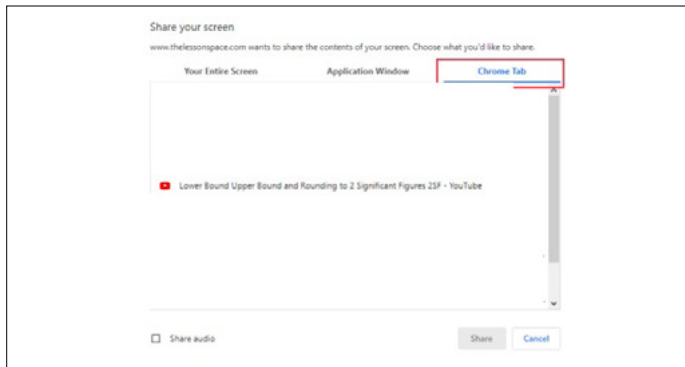 Share your screen
www.thelessonspace.com wants to share the contents of your screen. Choose what you'd like to share.
Your Entire Screen Application Window Chrome Tab
Lower Bound Upper Bound and Rounding to 2 Significant Figures 2SF - YouTube
Share audio Share Cancel